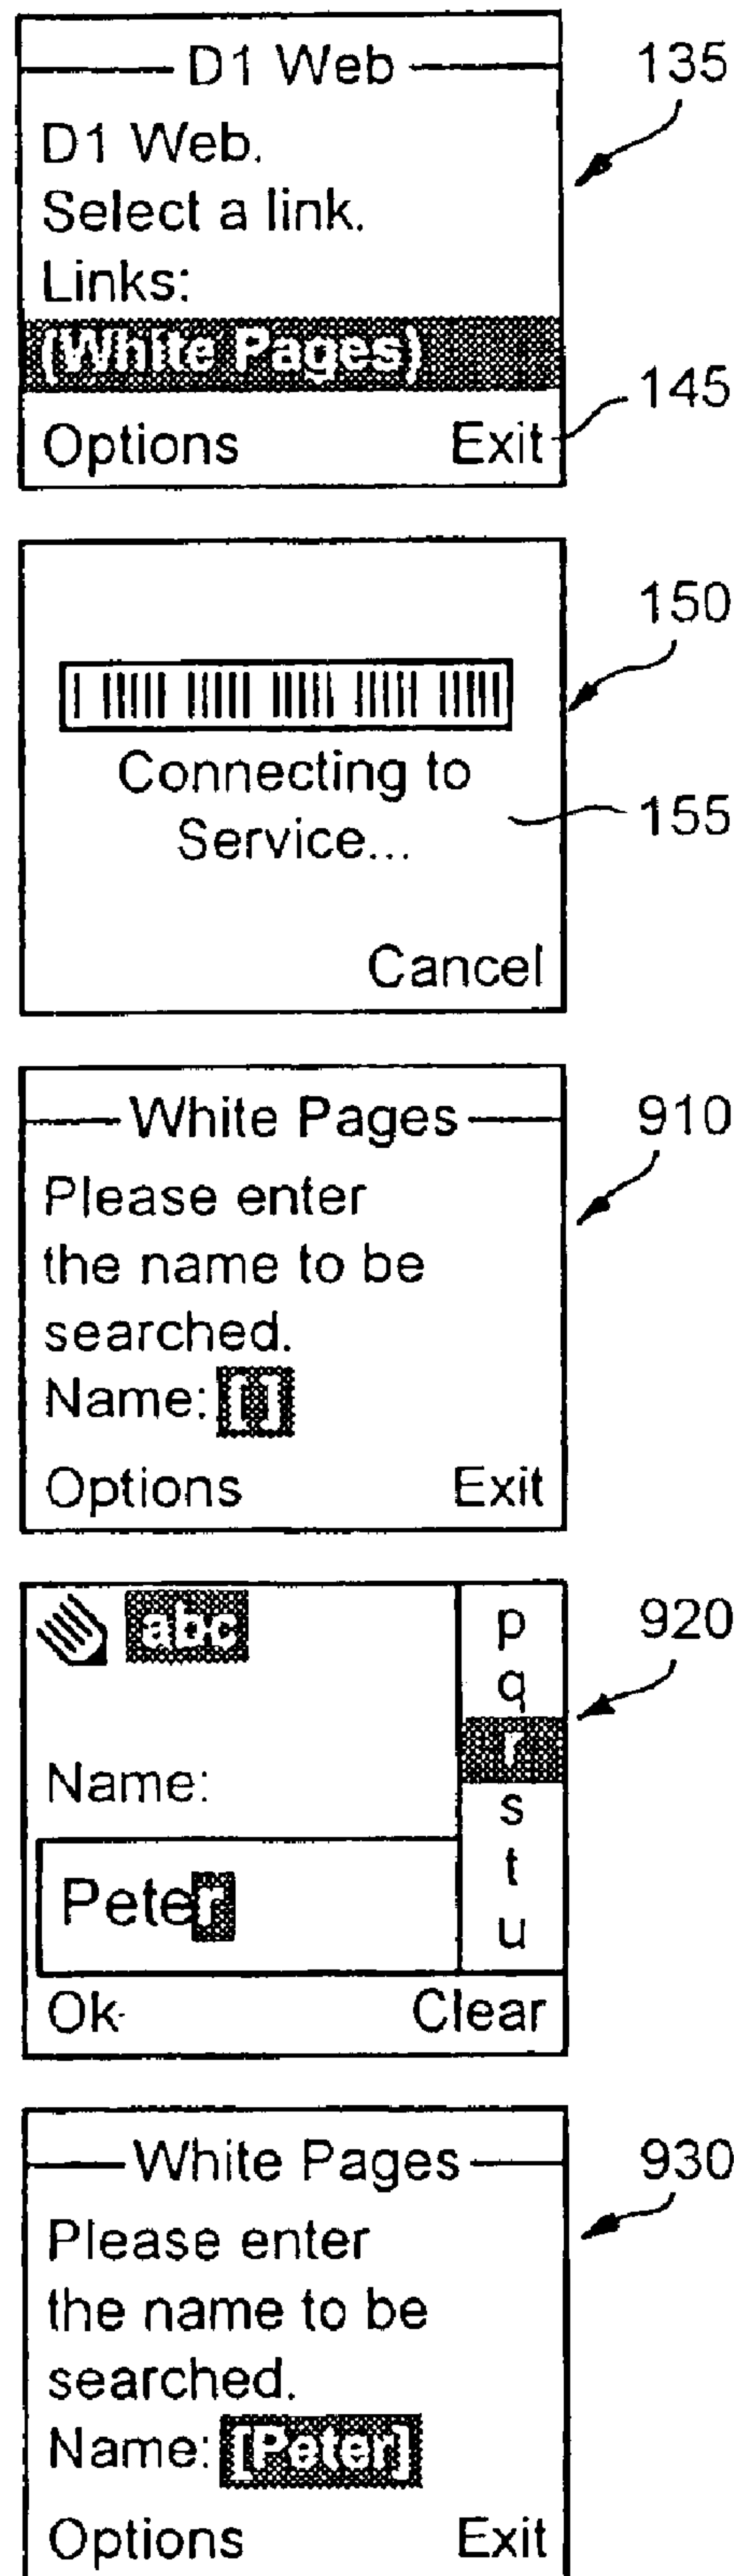 D1 Web
135
D1 Web.
Select a link.
Links:
(White Pages)
145
Options Exit
150
Connecting to
155
Service...
Cancel
White Pages
910
Please enter
the name to be
searched.
Name: [ ]
Options Exit
abc
p
920
q
r
Name:
s
t
Peter
u
Ok Clear
White Pages
930
Please enter
the name to be
searched.
Name: [Peter]
Options Exit